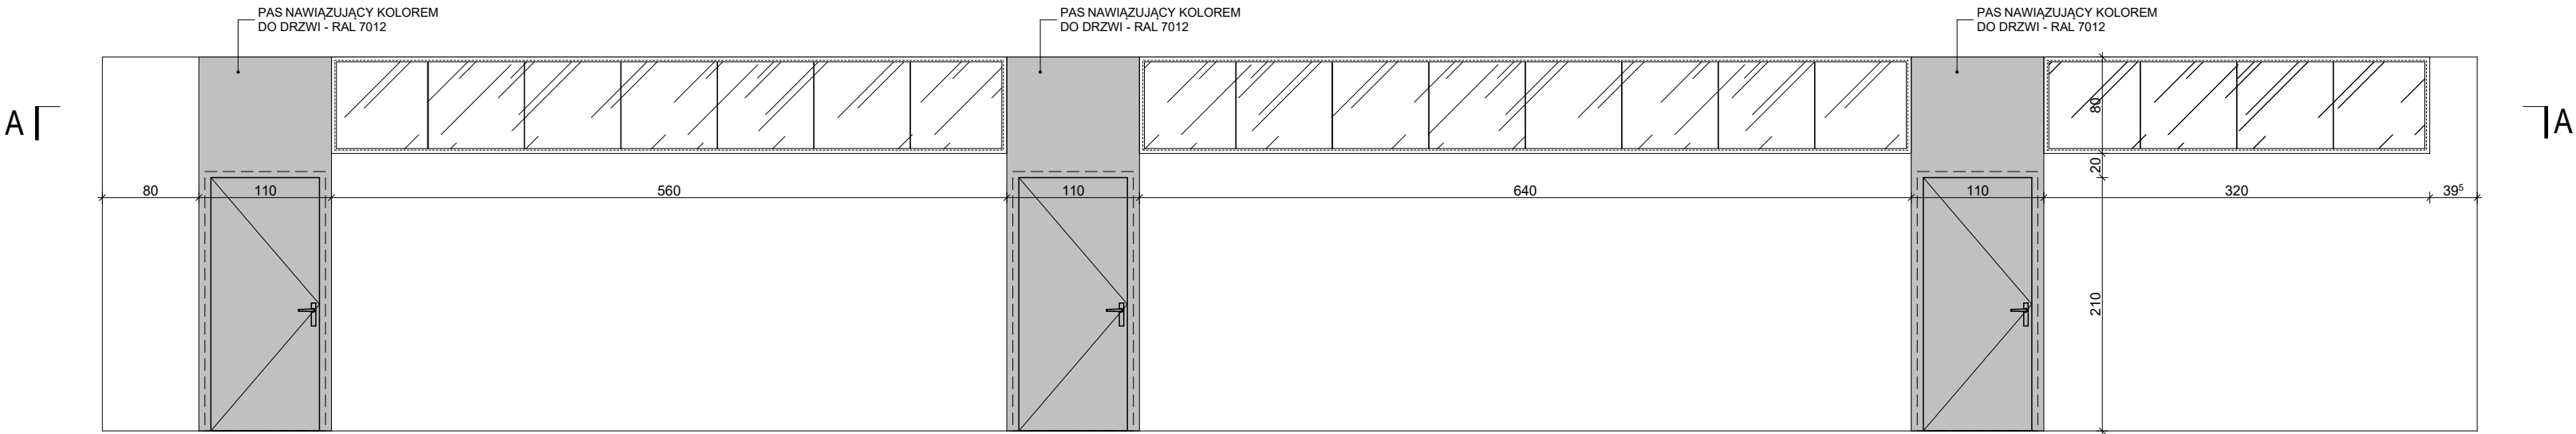 PAS NAWIĄZUJĄCY KOLOREM
DO DRZWI - RAL 7012
PAS NAWIĄZUJĄCY KOLOREM
DO DRZWI - RAL 7012
PAS NAWIĄZUJĄCY KOLOREM
DO DRZWI - RAL 7012
A
A
80
20
80
110
560
110
640
110
320
39⁵
210